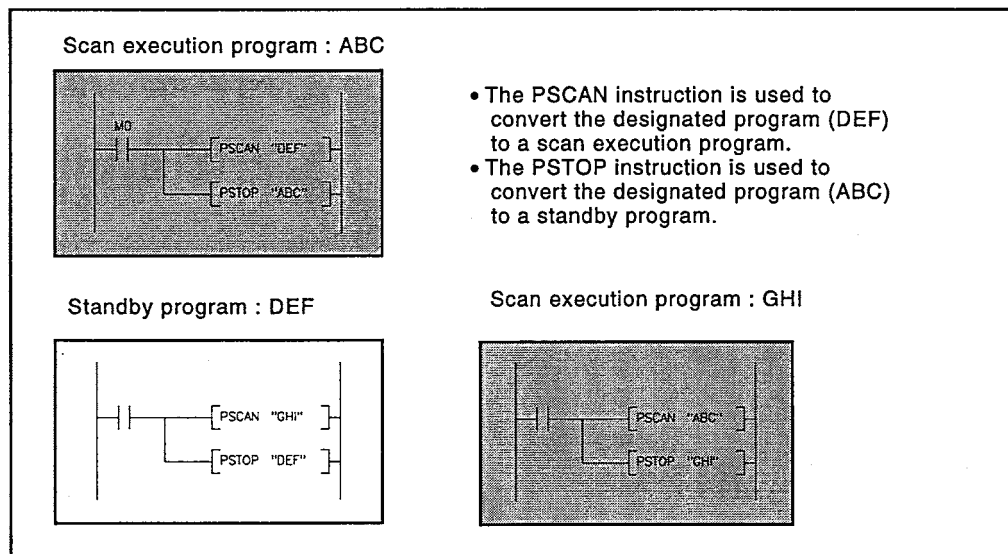 Scan execution program : ABC
M0
PSCAN "DEF"
PSTOP "ABC"
• The PSCAN instruction is used to
convert the designated program (DEF)
to a scan execution program.
• The PSTOP instruction is used to
convert the designated program (ABC)
to a standby program.
Standby program : DEF
PSCAN "GHI"
PSTOP "DEF"
Scan execution program : GHI
PSCAN "ABC"
PSTOP "GHI"